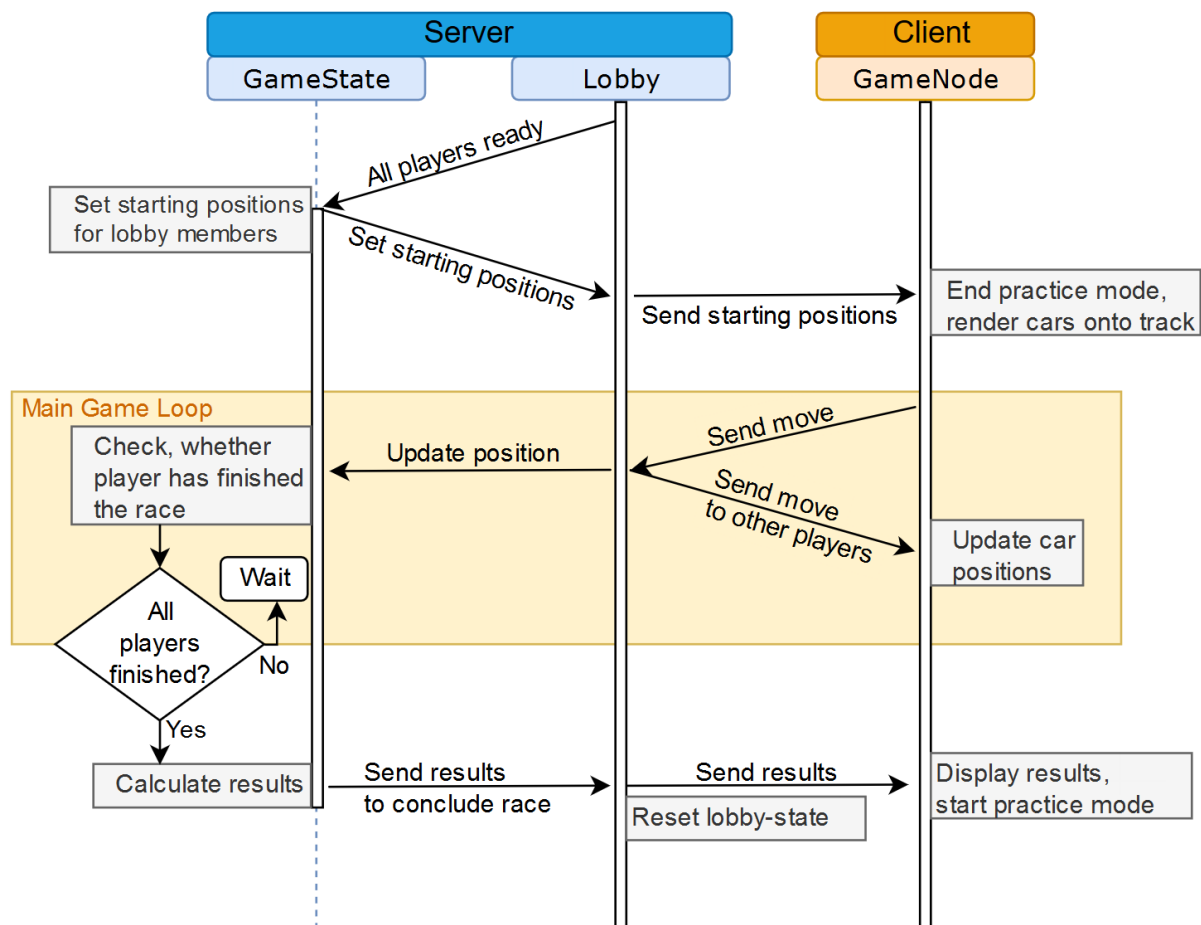 Server
Client
GameState
Lobby
GameNode
All players ready
Set starting positions
for lobby members
Set starting positions
Send starting positions
End practice mode,
render cars onto track
Main Game Loop
Send move
Check, whether
player has finished
the race
Update position
Send move
to other players
Update car
positions
Wait
All
players
finished?
No
Yes
Calculate results
Send results
to conclude race
Send results
Display results,
start practice mode
Reset lobby-state